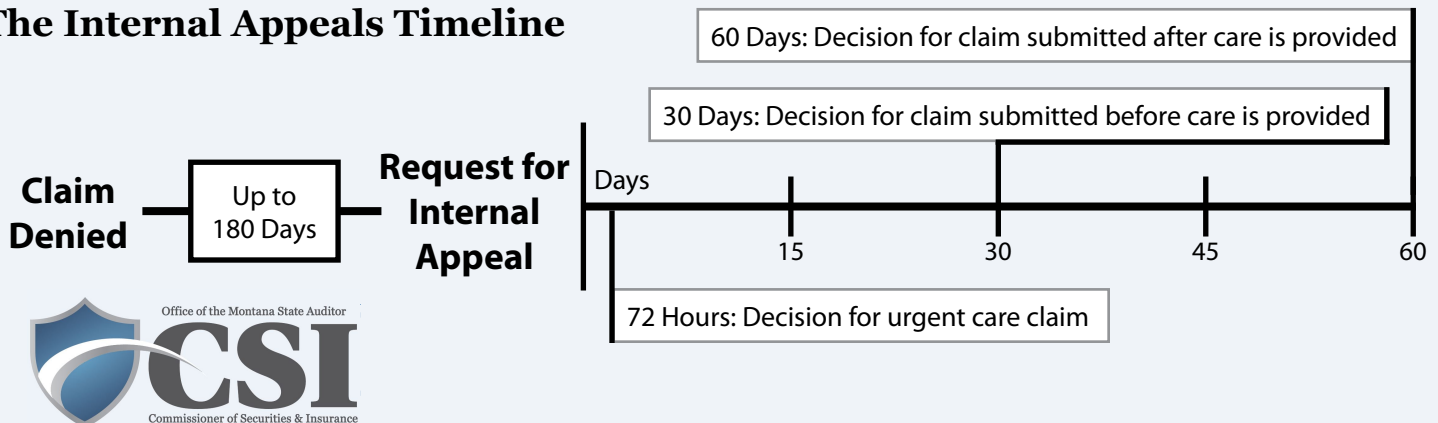 The Internal Appeals Timeline
60 Days: Decision for claim submitted after care is provided
30 Days: Decision for claim submitted before care is provided
Claim
Denied
Up to
180 Days
Request for
Internal
Appeal
Days
15
30
45
60
72 Hours: Decision for urgent care claim
Office of the Montana State Auditor
CSI
Commissioner of Securities & Insurance